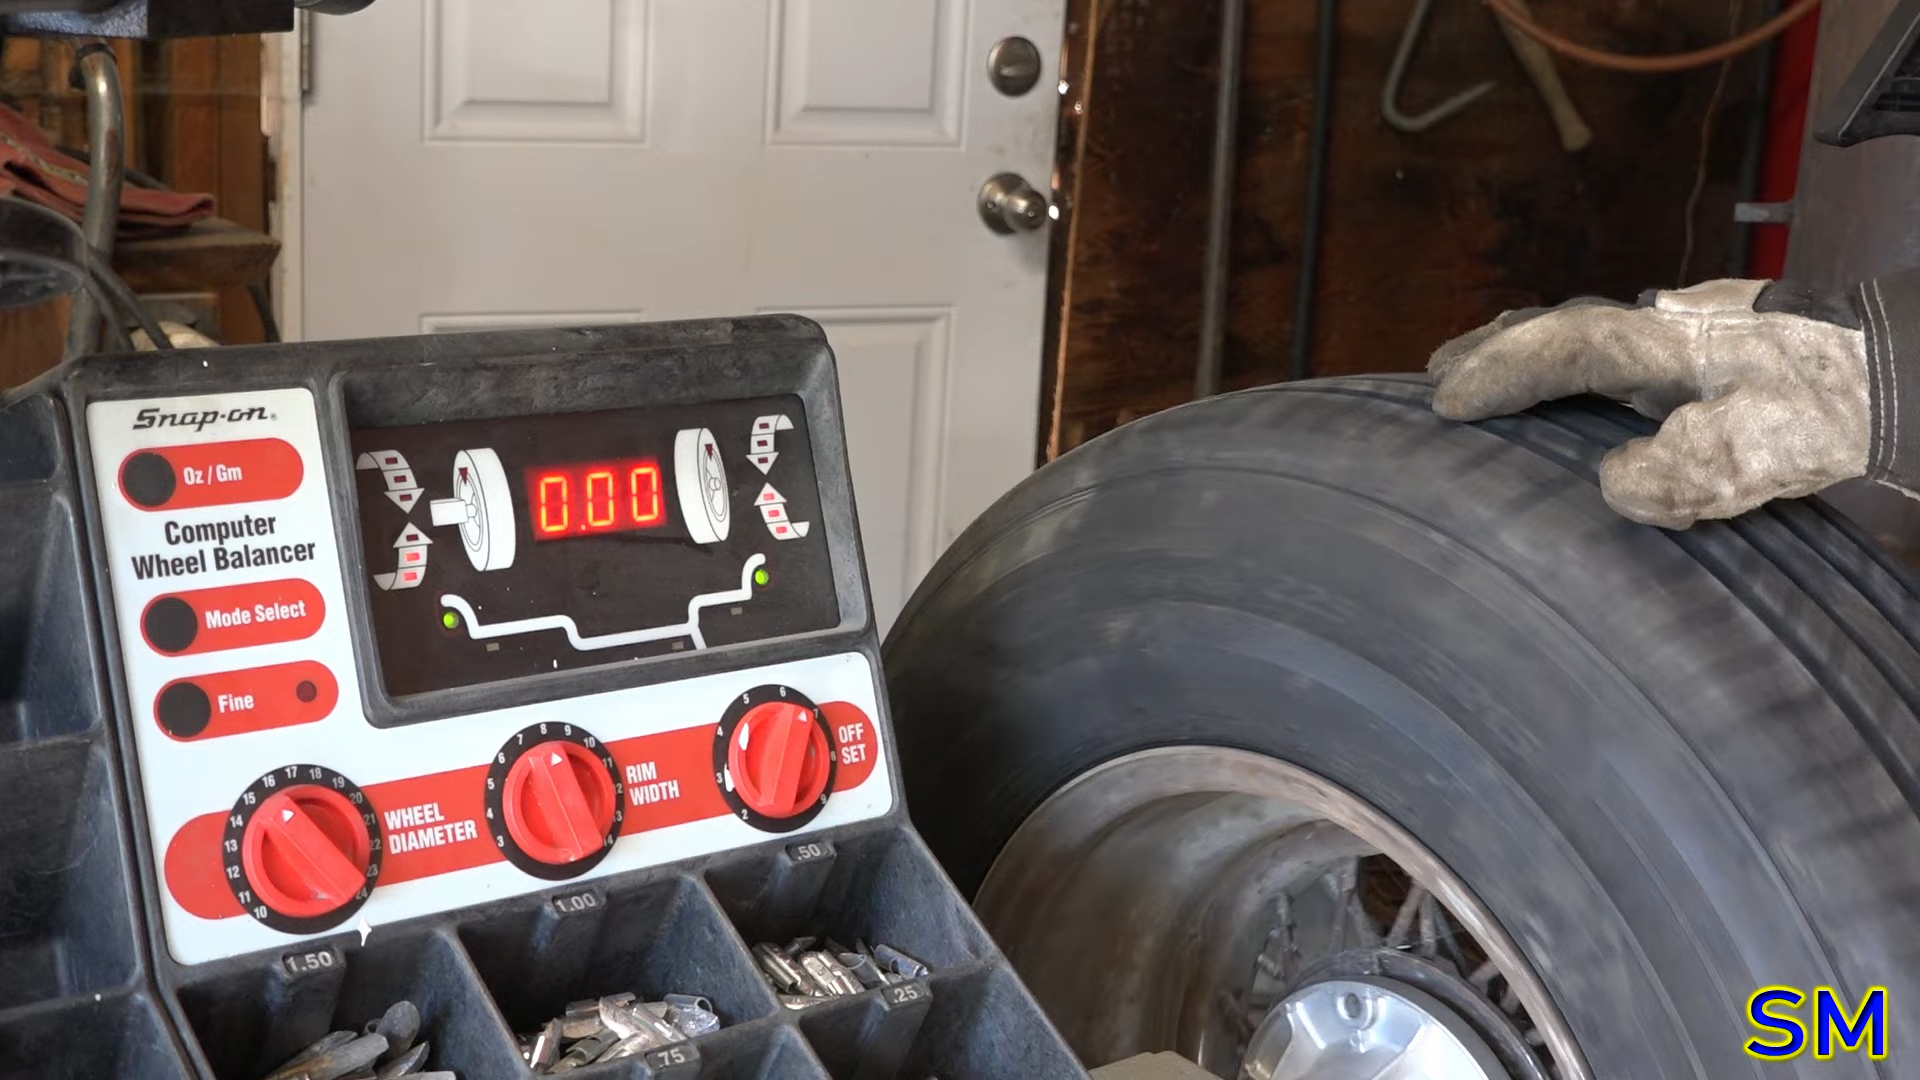 Snap-on®
Oz / Gm
Computer
Wheel Balancer
Mode Select
Fine
0.00
WHEEL
DIAMETER
10 11 12 13 14 15 16 17 18 19 20 21 22 23 24
RIM
WIDTH
3 4 5 6 7 8 9 10 11 12 13 14
OFF
SET
2 3 4 5 6 7 8 9
1.50
1.00
.50
.75
.25
SM